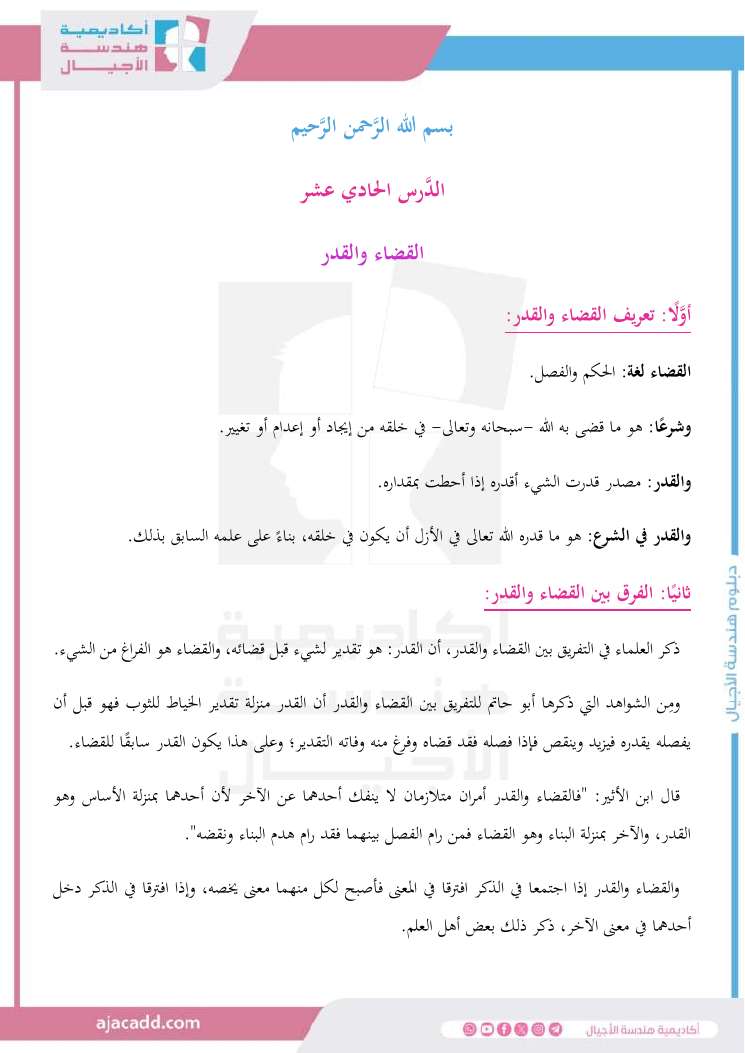 أكاديمية
هندسة
الأجيال
بسم الله الرَّحمن الرَّحيم
الدَّرس الحادي عشر
القضاء والقدر
أوَّلًا: تعريف القضاء والقدر:
القضاء لغة: الحكم والفصل.
وشرعًا: هو ما قضى به الله –سبحانه وتعالى– في خلقه من إيجاد أو إعدام أو تغيير.
والقدر: مصدر قدرت الشيء أقدره إذا أحطت بمقداره.
والقدر في الشرع: هو ما قدره الله تعالى في الأزل أن يكون في خلقه، بناءً على علمه السابق بذلك.
ثانيًا: الفرق بين القضاء والقدر:
ذكر العلماء في التفريق بين القضاء والقدر، أن القدر: هو تقدير لشيء قبل قضائه، والقضاء هو الفراغ من الشيء.
ومِن الشواهد التي ذكرها أبو حاتم للتفريق بين القضاء والقدر أن القدر منزلة تقدير الخياط للثوب فهو قبل أن
يفصله يقدره فيزيد وينقص فإذا فصله فقد قضاه وفرغ منه وفاته التقدير؛ وعلى هذا يكون القدر سابقًا للقضاء.
قال ابن الأثير: "فالقضاء والقدر أمران متلازمان لا ينفك أحدهما عن الآخر لأن أحدهما بمنزلة الأساس وهو
القدر، والآخر بمنزلة البناء وهو القضاء فمن رام الفصل بينهما فقد رام هدم البناء ونقضه".
والقضاء والقدر إذا اجتمعا في الذكر افترقا في المعنى فأصبح لكل منهما معنى يخصه، وإذا افترقا في الذكر دخل
أحدهما في معنى الآخر، ذكر ذلك بعض أهل العلم.
دبلوم هندسة الأجيال
أكاديمية
هندسة
الأجيال
أكاديمية هندسة الأجيال
ajacadd.com